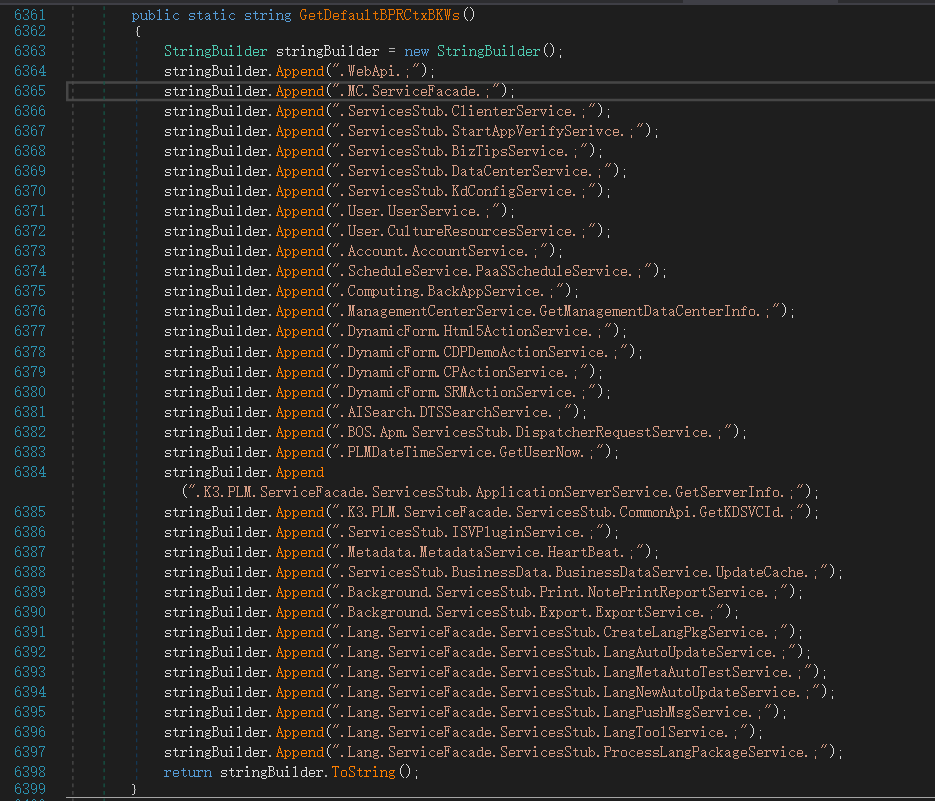 6361 public static string GetDefaultBPRCtxBKWs()
6362 {
6363 StringBuilder stringBuilder = new StringBuilder();
6364 stringBuilder.Append(".WebApi.;");
6365 stringBuilder.Append(".MC.ServiceFacade.;");
6366 stringBuilder.Append(".ServicesStub.ClienterService.;");
6367 stringBuilder.Append(".ServicesStub.StartAppVerifySerivce.;");
6368 stringBuilder.Append(".ServicesStub.BizTipsService.;");
6369 stringBuilder.Append(".ServicesStub.DataCenterService.;");
6370 stringBuilder.Append(".ServicesStub.KdConfigService.;");
6371 stringBuilder.Append(".User.UserService.;");
6372 stringBuilder.Append(".User.CultureResourcesService.;");
6373 stringBuilder.Append(".Account.AccountService.;");
6374 stringBuilder.Append(".ScheduleService.PaaSScheduleService.;");
6375 stringBuilder.Append(".Computing.BackAppService.;");
6376 stringBuilder.Append(".ManagementCenterService.GetManagementDataCenterInfo.;");
6377 stringBuilder.Append(".DynamicForm.Html5ActionService.;");
6378 stringBuilder.Append(".DynamicForm.CDPDemoActionService.;");
6379 stringBuilder.Append(".DynamicForm.CPActionService.;");
6380 stringBuilder.Append(".DynamicForm.SRMActionService.;");
6381 stringBuilder.Append(".AISearch.DTSSearchService.;");
6382 stringBuilder.Append(".BOS.Apm.ServicesStub.DispatcherRequestService.;");
6383 stringBuilder.Append(".PLMDateTimeService.GetUserNow.;");
6384 stringBuilder.Append
(".K3.PLM.ServiceFacade.ServicesStub.ApplicationServerService.GetServerInfo.;");
6385 stringBuilder.Append(".K3.PLM.ServiceFacade.ServicesStub.CommonApi.GetKDSVCId.;");
6386 stringBuilder.Append(".ServicesStub.ISVPluginService.;");
6387 stringBuilder.Append(".Metadata.MetadataService.HeartBeat.;");
6388 stringBuilder.Append(".ServicesStub.BusinessData.BusinessDataService.UpdateCache.;");
6389 stringBuilder.Append(".Background.ServicesStub.Print.NotePrintReportService.;");
6390 stringBuilder.Append(".Background.ServicesStub.Export.ExportService.;");
6391 stringBuilder.Append(".Lang.ServiceFacade.ServicesStub.CreateLangPkgService.;");
6392 stringBuilder.Append(".Lang.ServiceFacade.ServicesStub.LangAutoUpdateService.;");
6393 stringBuilder.Append(".Lang.ServiceFacade.ServicesStub.LangMetaAutoTestService.;");
6394 stringBuilder.Append(".Lang.ServiceFacade.ServicesStub.LangNewAutoUpdateService.;");
6395 stringBuilder.Append(".Lang.ServiceFacade.ServicesStub.LangPushMsgService.;");
6396 stringBuilder.Append(".Lang.ServiceFacade.ServicesStub.LangToolService.;");
6397 stringBuilder.Append(".Lang.ServiceFacade.ServicesStub.ProcessLangPackageService.;");
6398 return stringBuilder.ToString();
6399 }